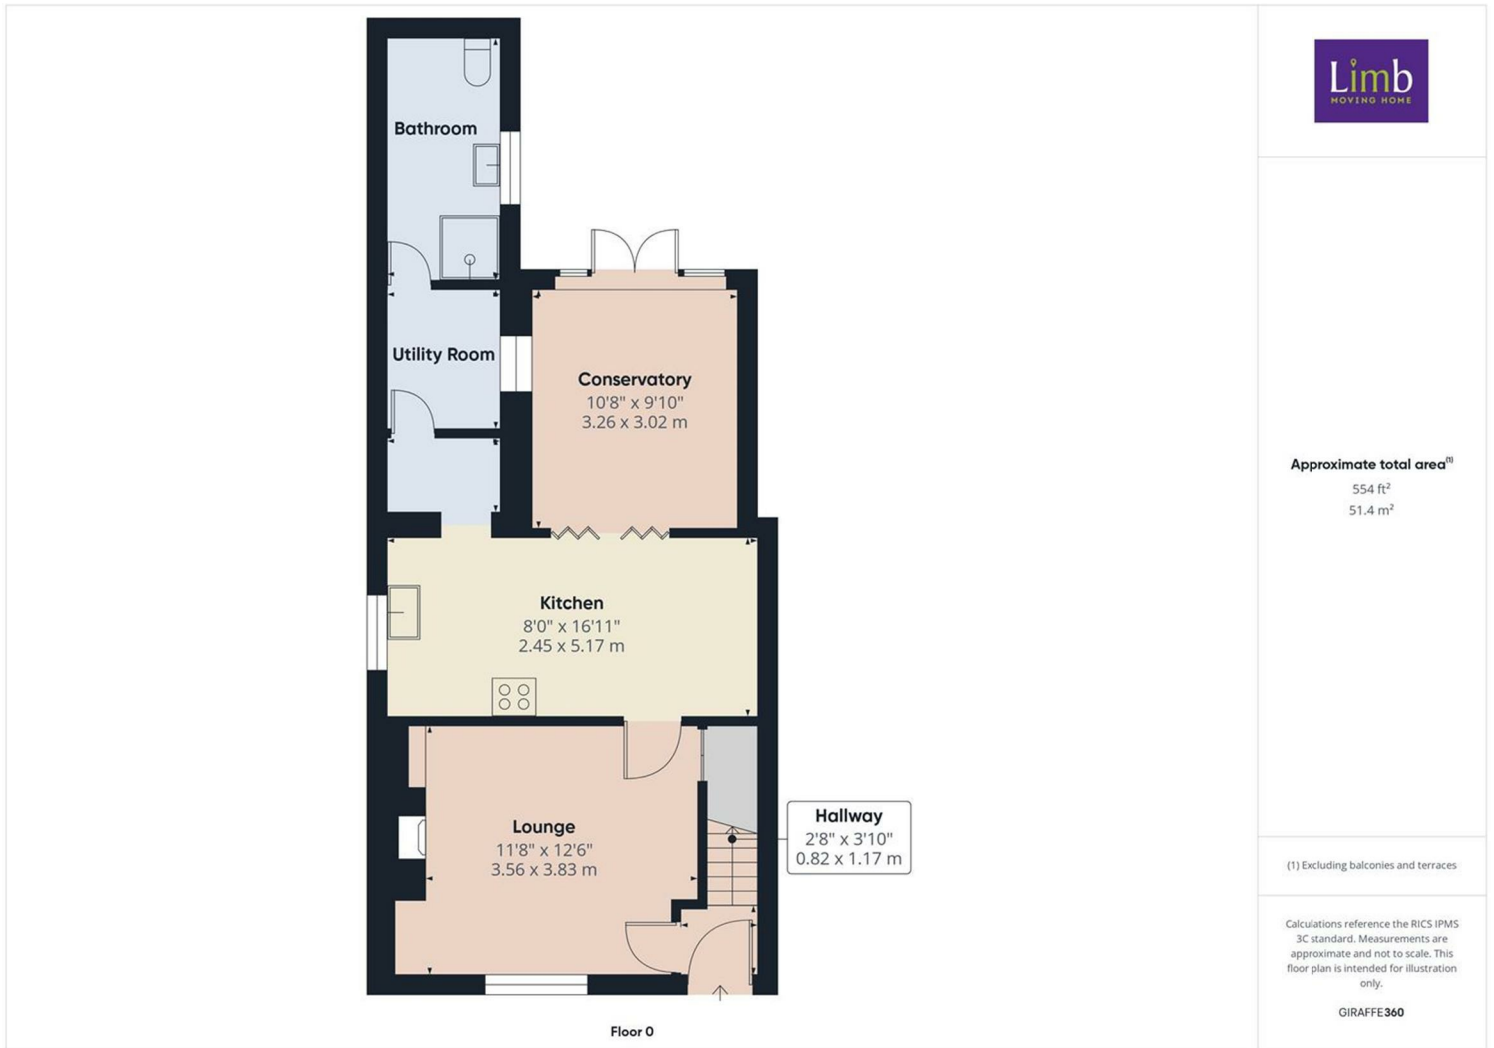 Limb
MOVING HOME
Bathroom
Utility Room
Conservatory
10'8" x 9'10"
3.26 x 3.02 m
Kitchen
8'0" x 16'11"
2.45 x 5.17 m
Lounge
11'8" x 12'6"
3.56 x 3.83 m
Hallway
2'8" x 3'10"
0.82 x 1.17 m
Floor 0
Approximate total area(1)
554 ft²
51.4 m²
(1) Excluding balconies and terraces
Calculations reference the RICS IPMS
3C standard. Measurements are
approximate and not to scale. This
floor plan is intended for illustration
only.
GIRAFFE360